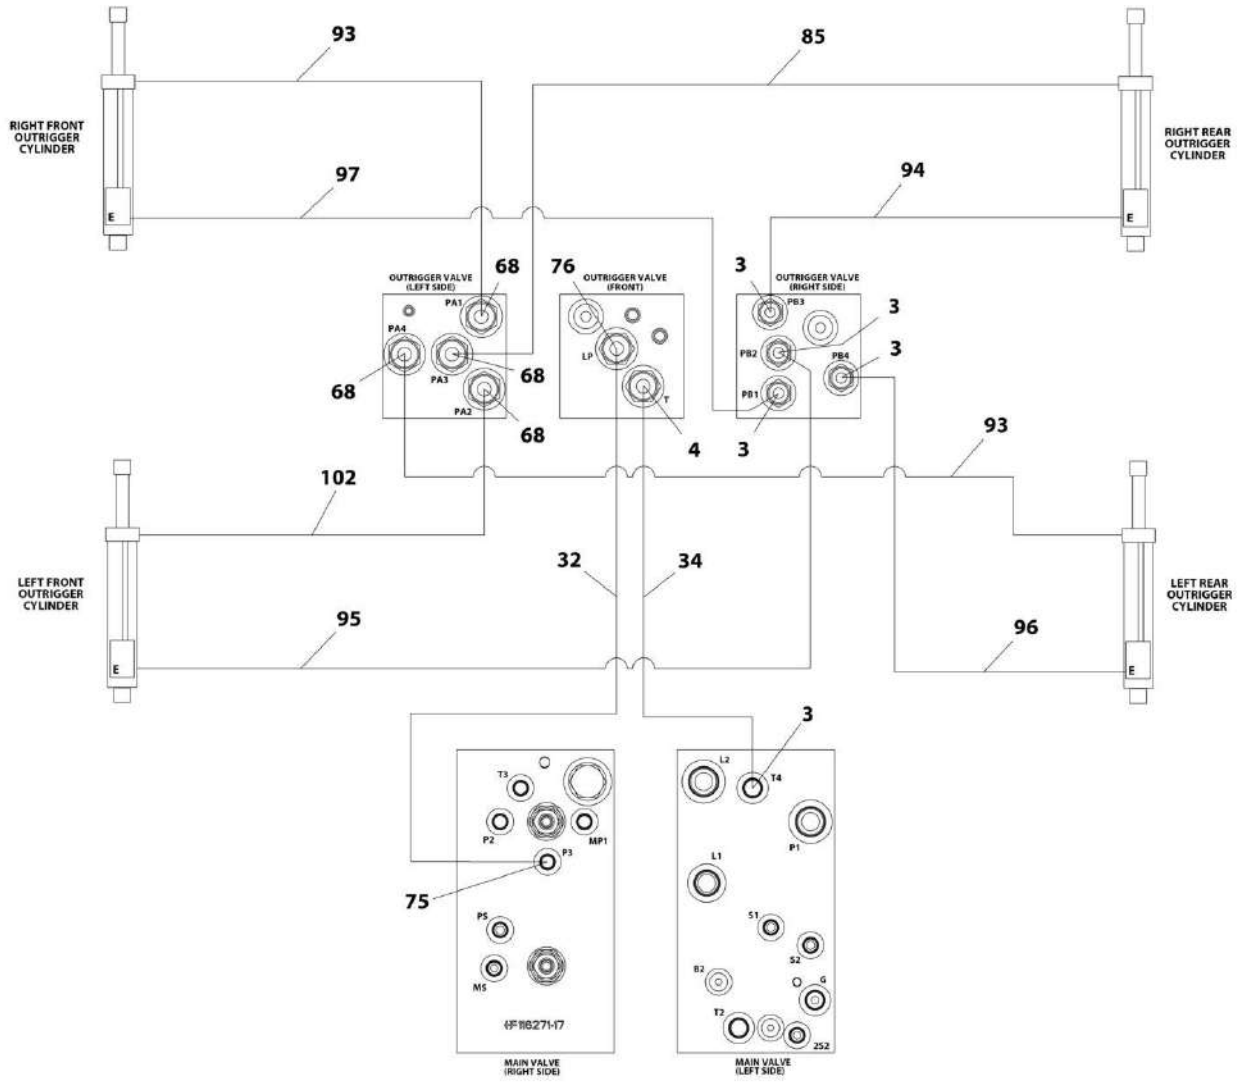 93
85
RIGHT FRONT
OUTRIGGER
CYLINDER
RIGHT REAR
OUTRIGGER
CYLINDER
97
94
E
E
OUTRIGGER VALVE
(LEFT SIDE)
68
76
OUTRIGGER VALVE
(FRONT)
3
OUTRIGGER VALVE
(RIGHT SIDE)
PA1
PB3
3
PA4
LP
PB2
PB4
3
PA3
68
68
PB1
T
PA2
68
4
3
93
102
LEFT FRONT
OUTRIGGER
CYLINDER
32
34
LEFT REAR
OUTRIGGER
CYLINDER
95
96
E
E
3
L2
T3
T4
P2
MP1
P1
P3
L1
75
PS
S1
S2
MS
B2
G
T2
HF116271-17
2S2
MAIN VALVE
(RIGHT SIDE)
MAIN VALVE
(LEFT SIDE)